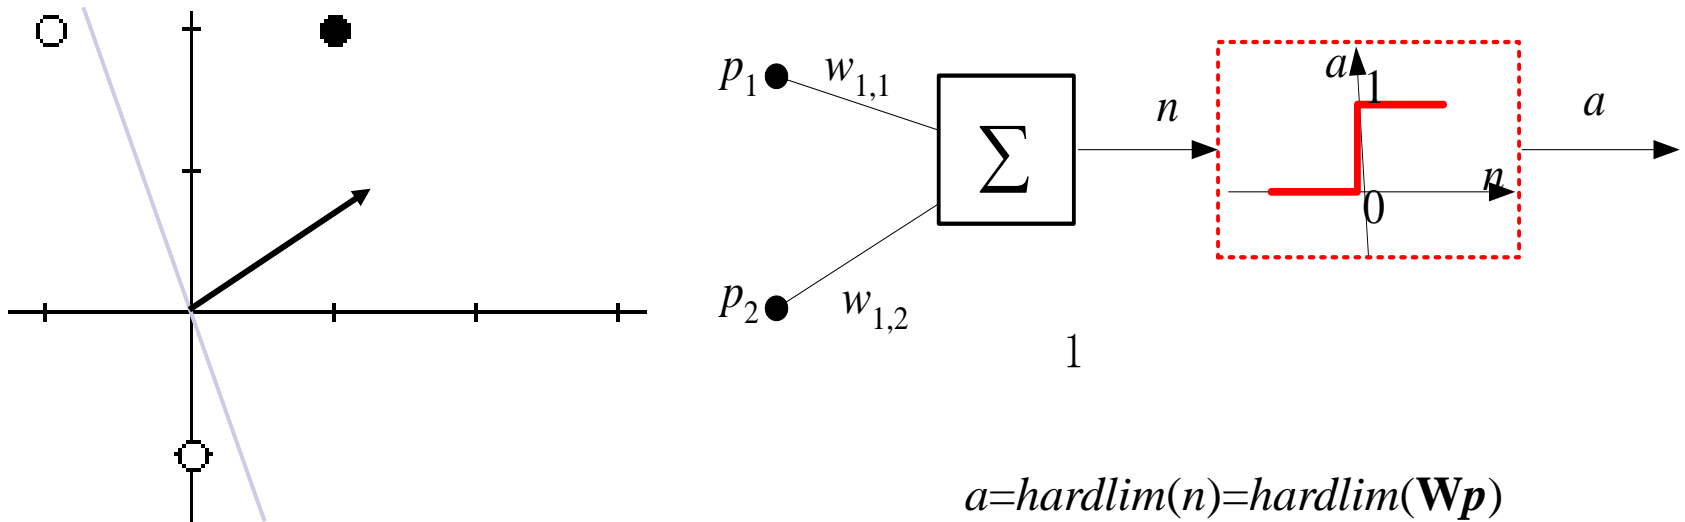 p1 w1,1
n
a
1
a
n
0
Σ
p2 w1,2
1
a=hardlim(n)=hardlim(Wp)